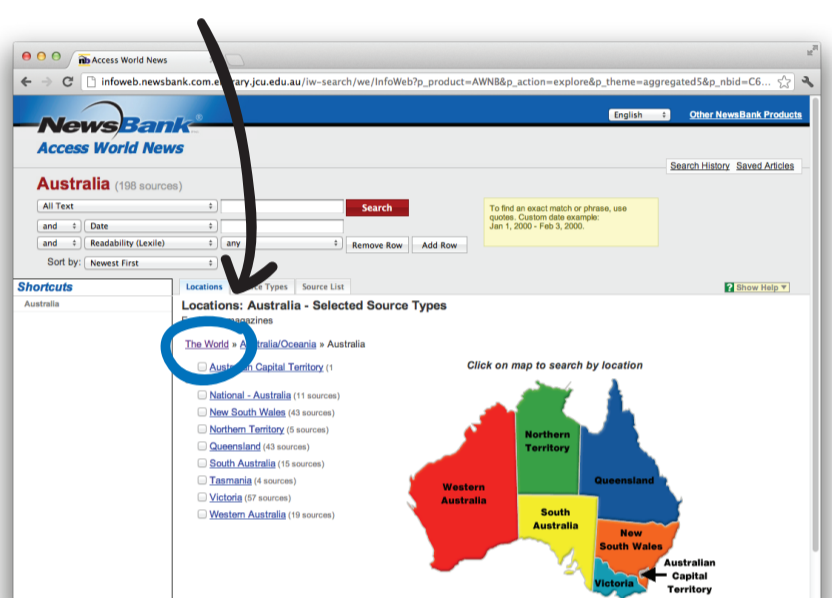 Access World News
infoweb.newsbank.com.e rary.jcu.edu.au/iw-search/we/InfoWeb?p_product=AWNB&p_action=explore&p_theme=aggregated5&p_nbid=C6...
English
Other NewsBank Products
NewsBank®
Access World News
Search History Saved Articles
Australia (198 sources)
All Text
Search
To find an exact match or phrase, use
quotes. Custom date example:
Jan 1, 2000 - Feb 3, 2000.
and Date
and Readability (Lexile) any Remove Row Add Row
Sort by: Newest First
Shortcuts
Australia
Locations Types Source List
Show Help
Locations: Australia - Selected Source Types
The World » Australia/Oceania » Australia
Australian Capital Territory (1
National - Australia (11 sources)
New South Wales (43 sources)
Northern Territory (5 sources)
Queensland (43 sources)
South Australia (15 sources)
Tasmania (4 sources)
Victoria (57 sources)
Western Australia (19 sources)
Click on map to search by location
Northern
Territory
Queensland
Western
Australia
South
Australia
New
South Wales
Australian
Capital
Territory
Victoria